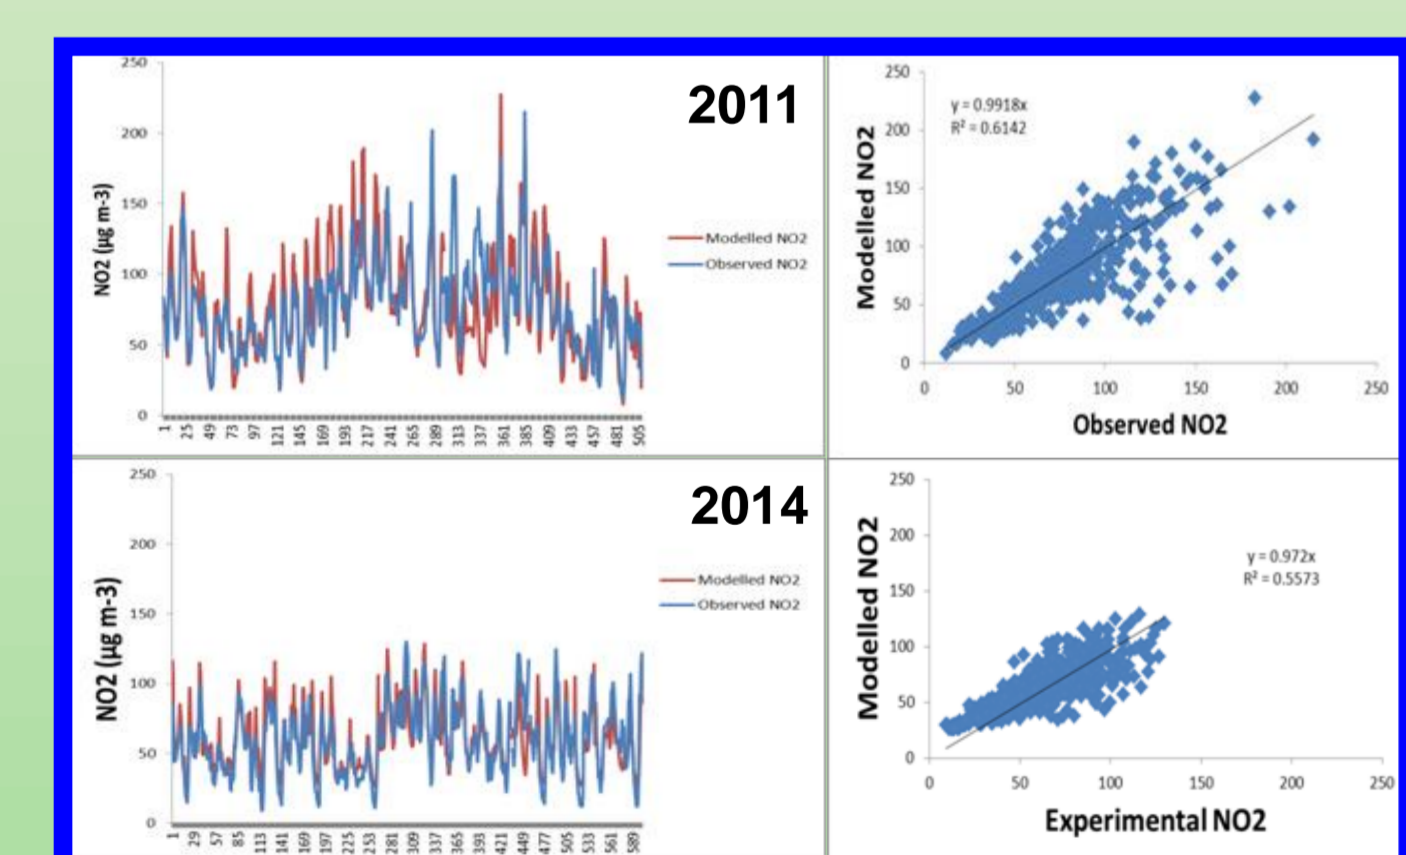 2011
250
200
150
100
50
0
NO2 (µg m-3)
Modelled NO2
Observed NO2
1 25 49 73 97 121 145 169 193 217 241 265 289 313 337 361 385 409 433 457 481 505
y = 0.9918x
R² = 0.6142
250
200
150
100
50
0
Modelled NO2
0 50 100 150 200 250
Observed NO2
2014
250
200
150
100
50
0
NO2 (µg m-3)
Modelled NO2
Observed NO2
1 29 57 85 113 141 169 197 225 253 281 309 337 365 393 421 449 477 505 533 561 589
y = 0.972x
R² = 0.5573
250
200
150
100
50
0
Modelled NO2
0 50 100 150 200 250
Experimental NO2